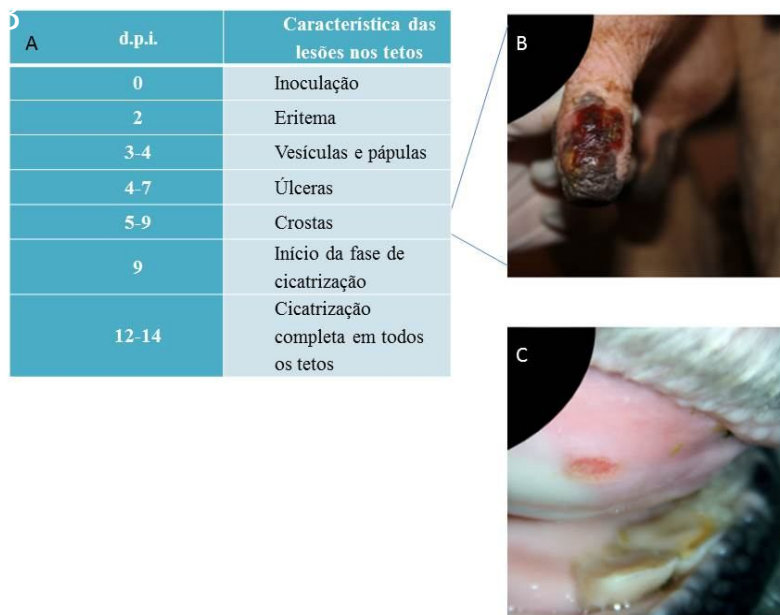 A
d.p.i.
Característica das
lesões nos tetos
0
Inoculação
2
Eritema
3-4
Vesículas e pápulas
4-7
Úlceras
5-9
Crostas
9
Início da fase de
cicatrização
12-14
Cicatrização
completa em todos
os tetos
B
C